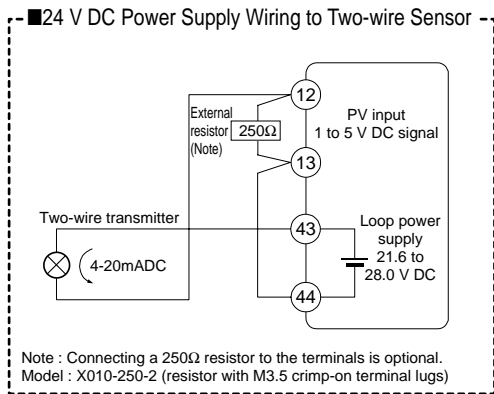 ■24 V DC Power Supply Wiring to Two-wire Sensor
12
External
resistor
(Note)
250Ω
PV input
1 to 5 V DC signal
13
Two-wire transmitter
43
Loop power
supply
21.6 to
28.0 V DC
4-20mADC
44
Note : Connecting a 250Ω resistor to the terminals is optional.
Model : X010-250-2 (resistor with M3.5 crimp-on terminal lugs)